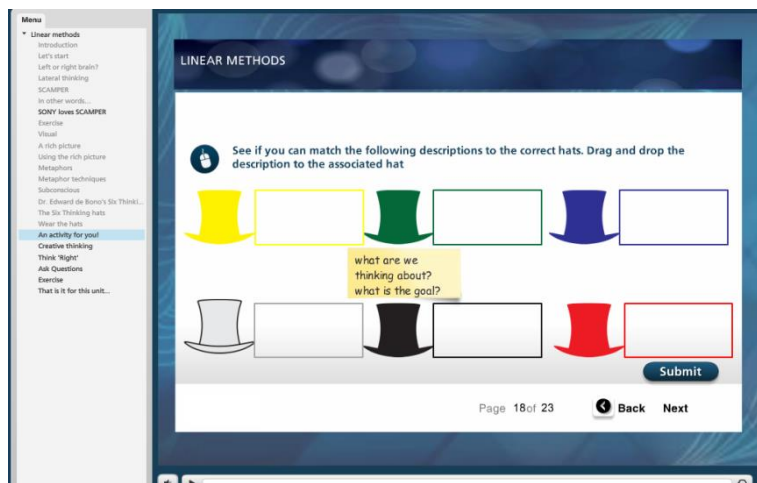 Menu
Linear methods
Introduction
Let's start
Left or right brain?
Lateral thinking
SCAMPER
In other words...
SONY loves SCAMPER
Exercise
Visual
A rich picture
Using the rich picture
Metaphors
Metaphor techniques
Subconscious
Dr. Edward de Bono's Six Thinki...
The Six Thinking hats
Wear the hats
An activity for you!
Creative thinking
Think 'Right'
Ask Questions
Exercise
That is it for this unit...
LINEAR METHODS
See if you can match the following descriptions to the correct hats. Drag and drop the
description to the associated hat
what are we
thinking about?
what is the goal?
Submit
Page 18of 23
Back Next